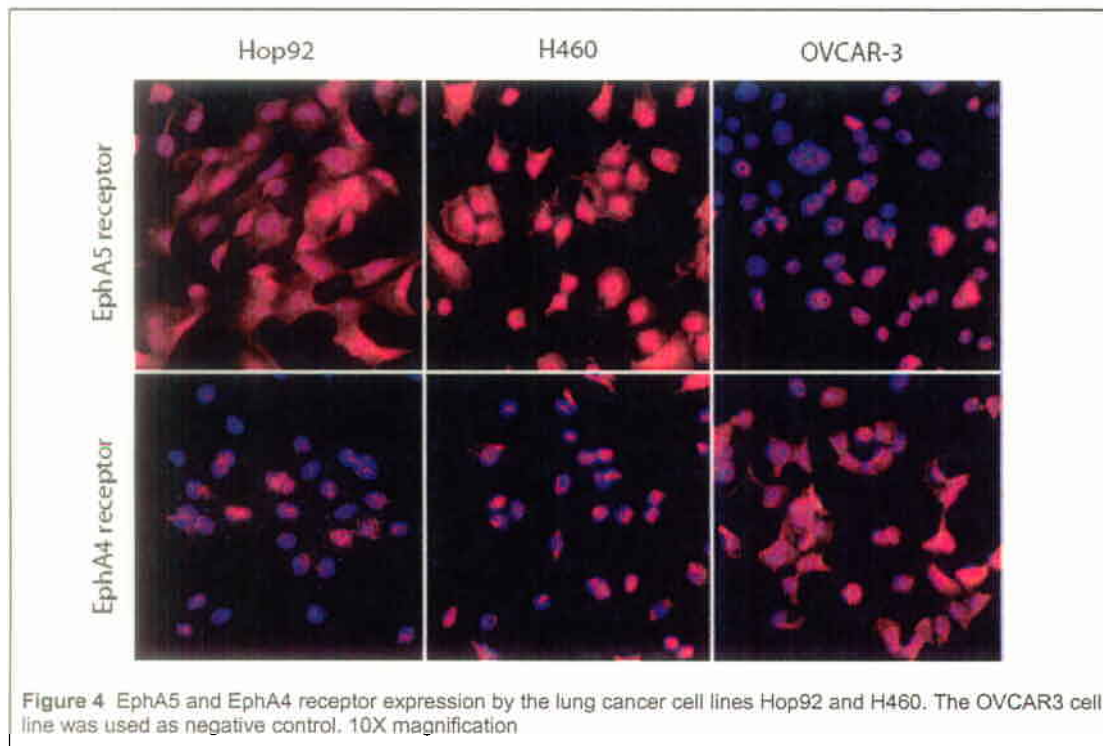 Hop92
H460
OVCAR-3
EphA5 receptor
EphA4 receptor
Figure 4 EphA5 and EphA4 receptor expression by the lung cancer cell lines Hop92 and H460. The OVCAR3 cell
line was used as negative control. 10X magnification